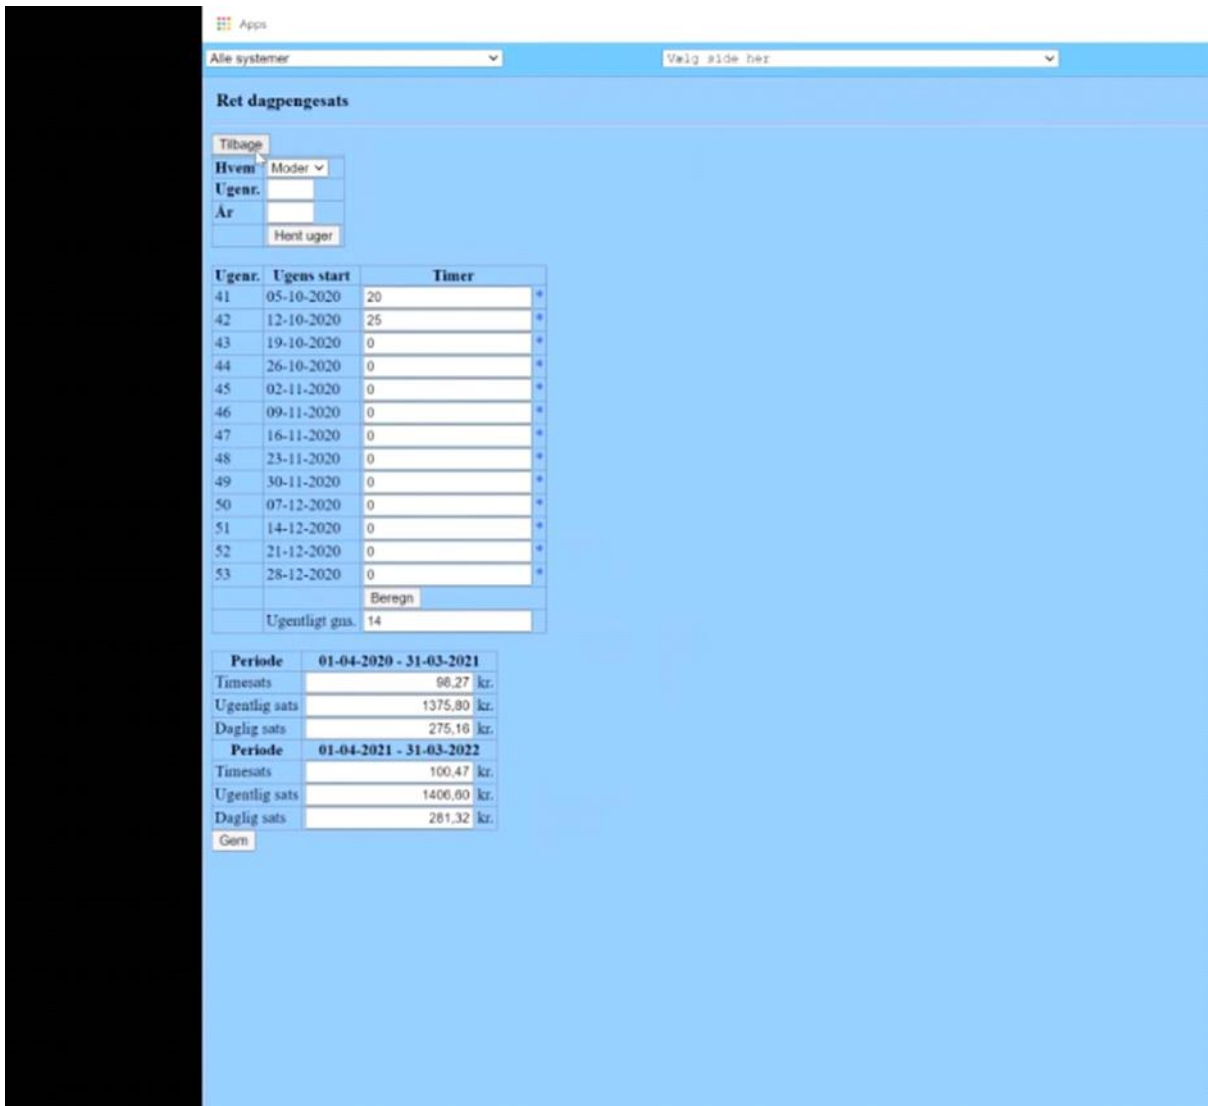 Apps
Alle systemer Vælg side her
Ret dagpengesats
Tilbage
Hvem Moder
Ugenr.
År
Hent uger
Ugenr. Ugens start Timer
41 05-10-2020 20 *
42 12-10-2020 25 *
43 19-10-2020 0 *
44 26-10-2020 0 *
45 02-11-2020 0 *
46 09-11-2020 0 *
47 16-11-2020 0 *
48 23-11-2020 0 *
49 30-11-2020 0 *
50 07-12-2020 0 *
51 14-12-2020 0 *
52 21-12-2020 0 *
53 28-12-2020 0 *
Beregn
Ugentligt gns. 14
Periode 01-04-2020 - 31-03-2021
Timesats 98,27 kr.
Ugentlig sats 1375,80 kr.
Daglig sats 275,16 kr.
Periode 01-04-2021 - 31-03-2022
Timesats 100,47 kr.
Ugentlig sats 1406,60 kr.
Daglig sats 281,32 kr.
Gem